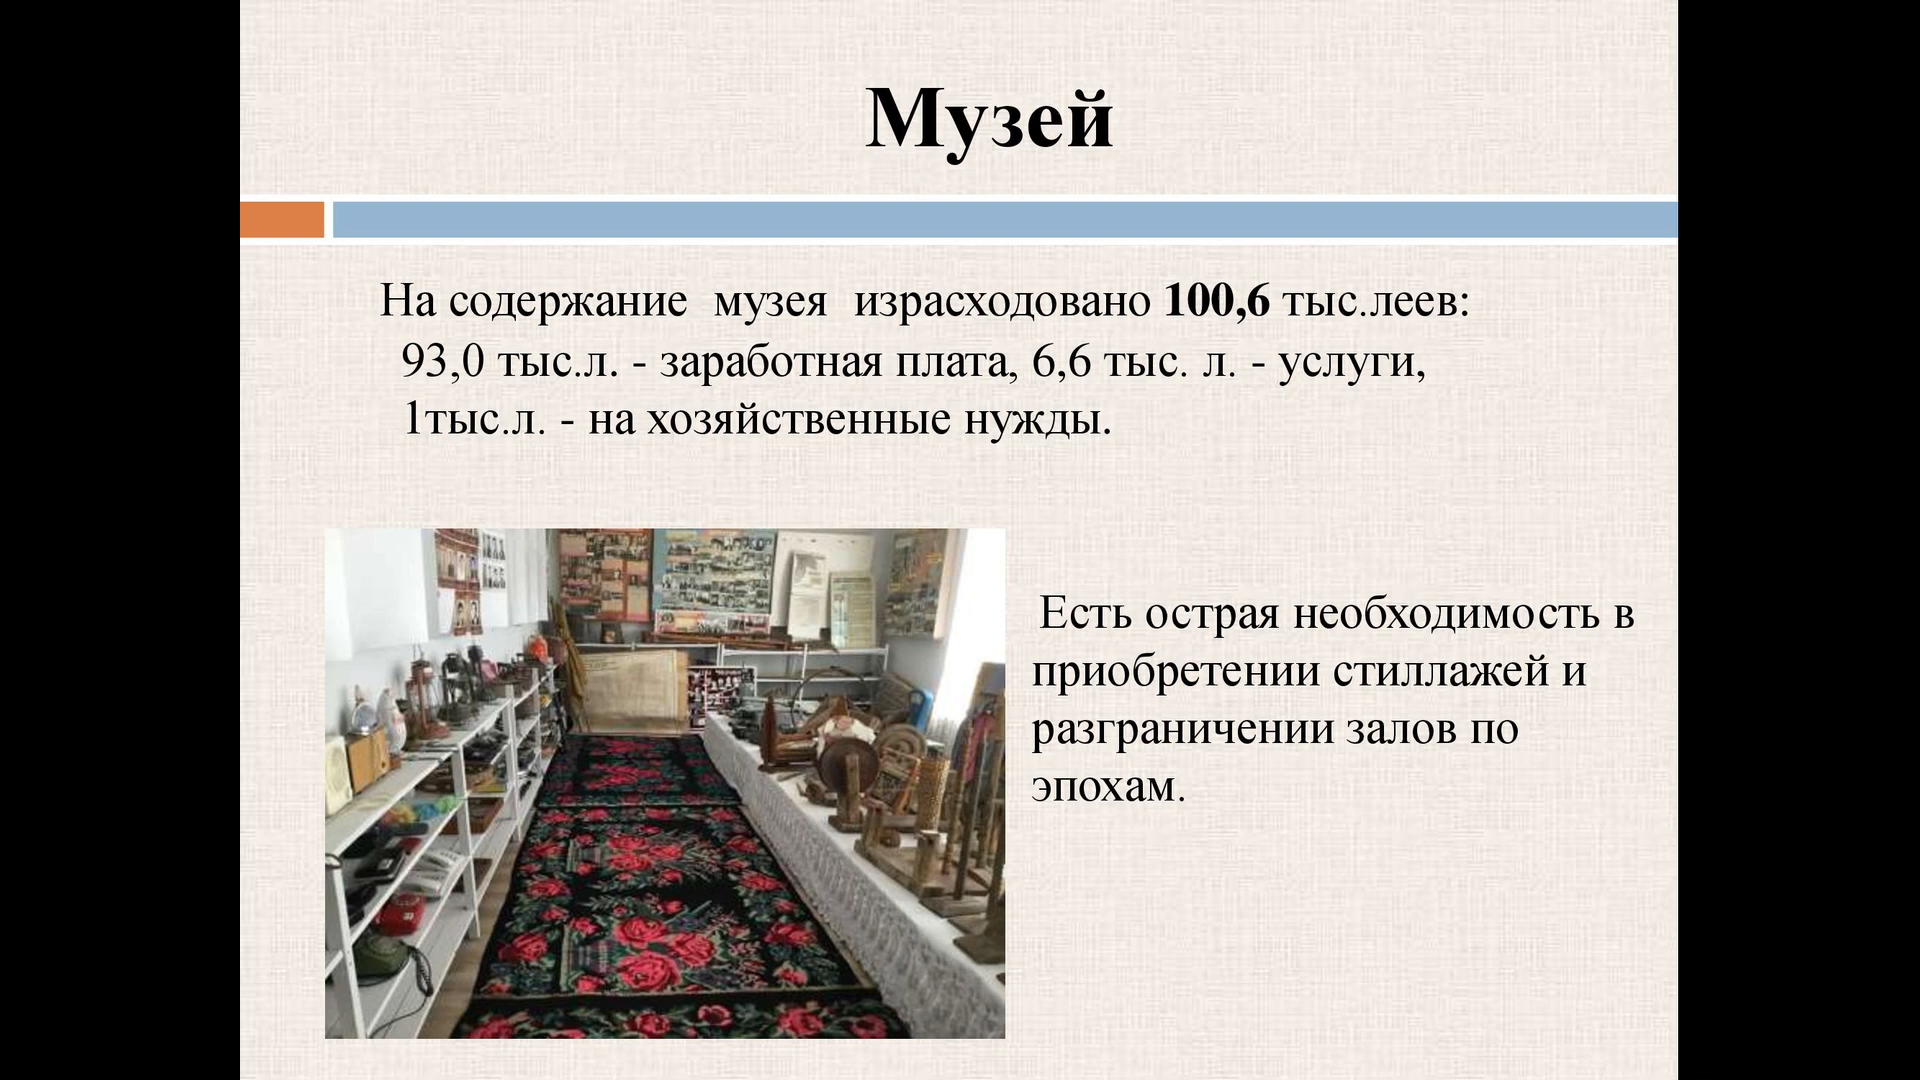 Музей
На содержание музея израсходовано 100,6 тыс.леев:
93,0 тыс.л. - заработная плата, 6,6 тыс. л. - услуги,
1тыс.л. - на хозяйственные нужды.
Есть острая необходимость в
приобретении стиллажей и
разграничении залов по
эпохам.